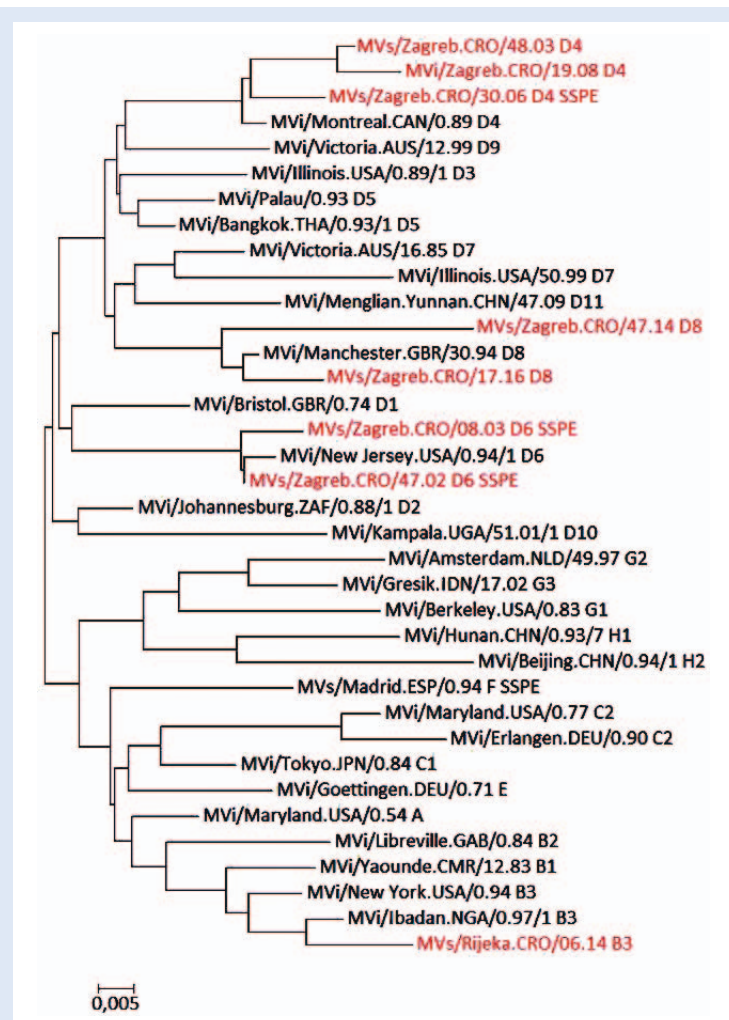 MVs/Zagreb.CRO/48.03 D4
MVi/Zagreb.CRO/19.08 D4
MVs/Zagreb.CRO/30.06 D4 SSPE
MVi/Montreal.CAN/0.89 D4
MVi/Victoria.AUS/12.99 D9
MVi/Illinois.USA/0.89/1 D3
MVi/Palau/0.93 D5
MVi/Bangkok.THA/0.93/1 D5
MVi/Victoria.AUS/16.85 D7
MVi/Illinois.USA/50.99 D7
MVi/Menglian.Yunnan.CHN/47.09 D11
MVs/Zagreb.CRO/47.14 D8
MVi/Manchester.GBR/30.94 D8
MVs/Zagreb.CRO/17.16 D8
MVi/Bristol.GBR/0.74 D1
MVs/Zagreb.CRO/08.03 D6 SSPE
MVi/New Jersey.USA/0.94/1 D6
MVs/Zagreb.CRO/47.02 D6 SSPE
MVi/Johannesburg.ZAF/0.88/1 D2
MVi/Kampala.UGA/51.01/1 D10
MVi/Amsterdam.NLD/49.97 G2
MVi/Gresik.IDN/17.02 G3
MVi/Berkeley.USA/0.83 G1
MVi/Hunan.CHN/0.93/7 H1
MVi/Beijing.CHN/0.94/1 H2
MVs/Madrid.ESP/0.94 F SSPE
MVi/Maryland.USA/0.77 C2
MVi/Erlangen.DEU/0.90 C2
MVi/Tokyo.JPN/0.84 C1
MVi/Goettingen.DEU/0.71 E
MVi/Maryland.USA/0.54 A
MVi/Libreville.GAB/0.84 B2
MVi/Yaounde.CMR/12.83 B1
MVi/New York.USA/0.94 B3
MVi/Ibadan.NGA/0.97/1 B3
MVs/Rijeka.CRO/06.14 B3
0,005